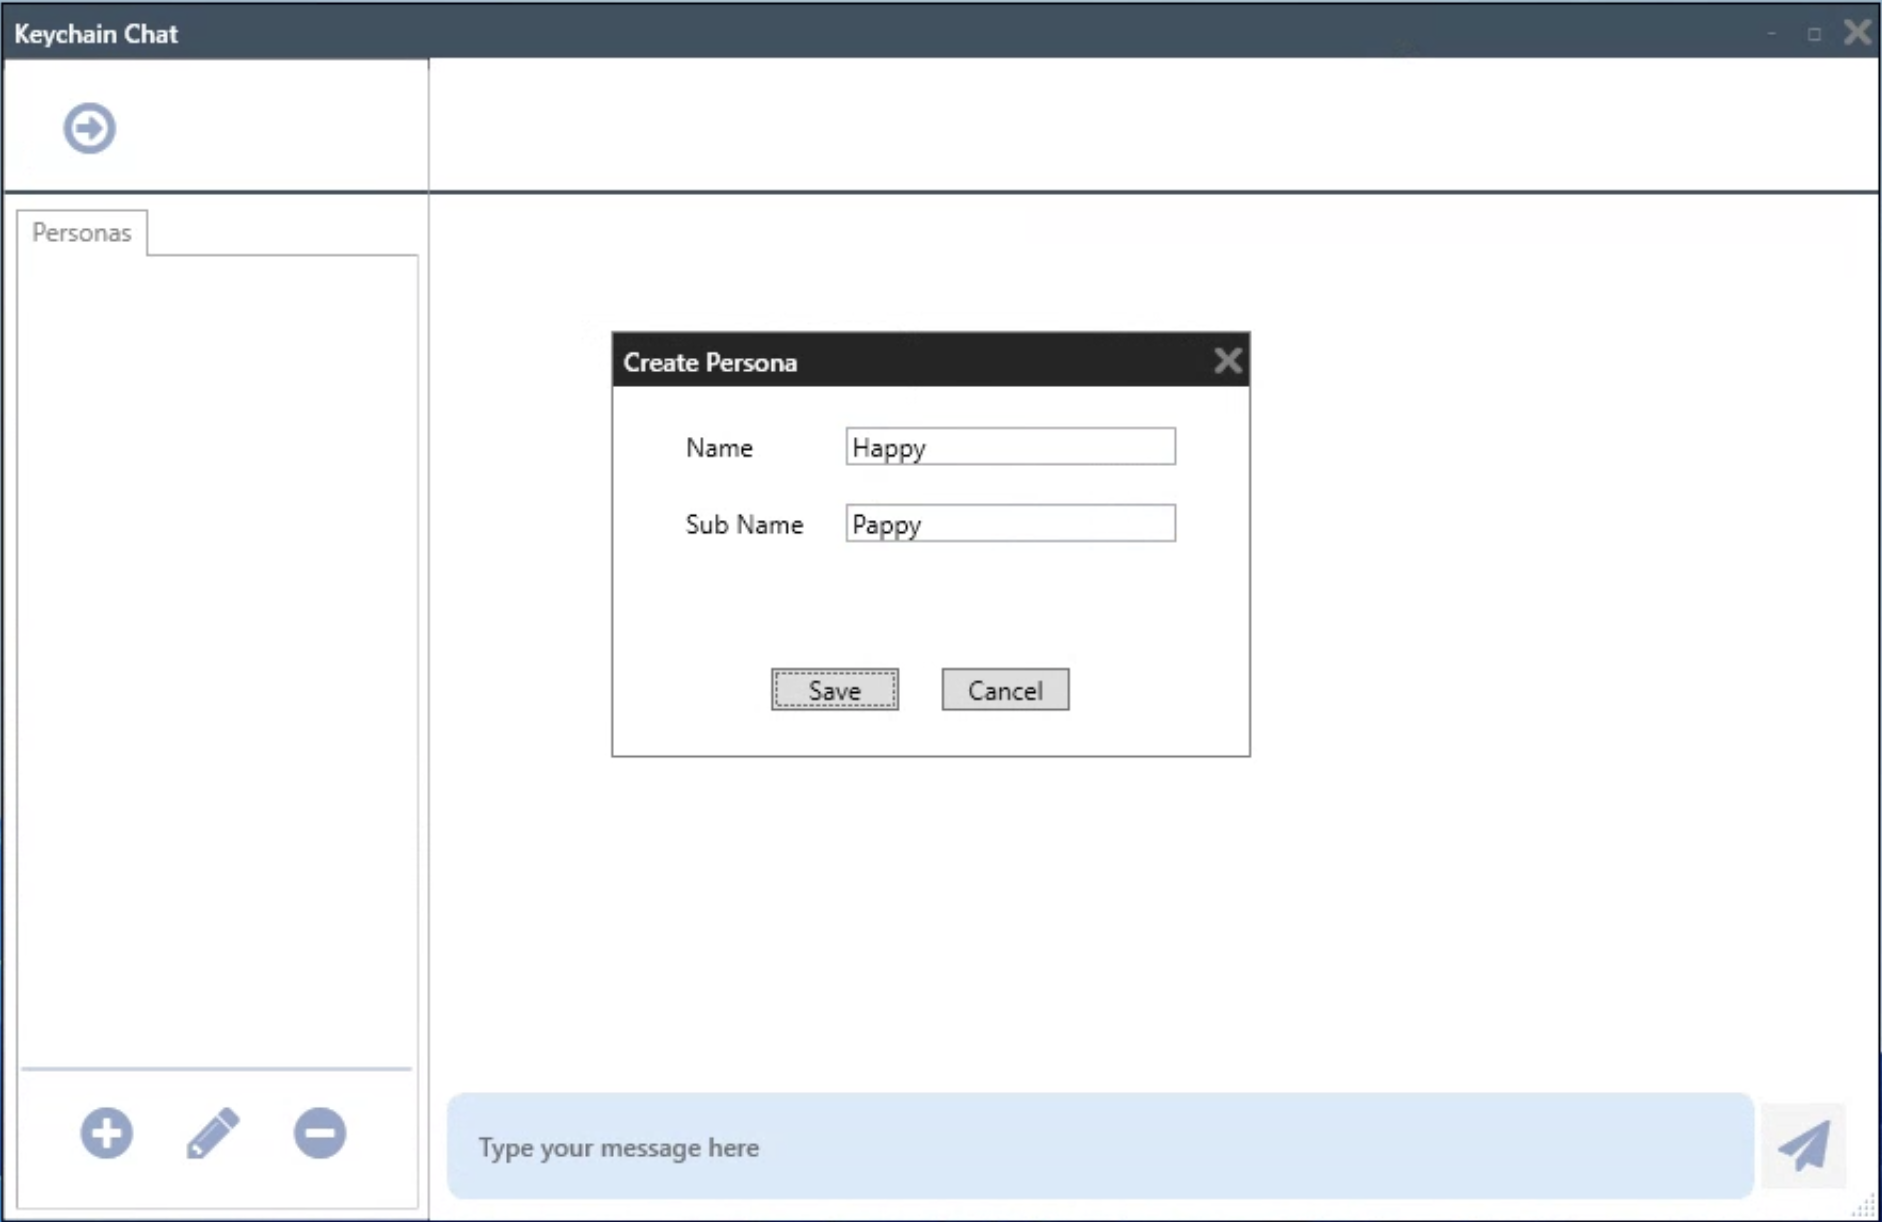 Keychain Chat
Personas
Create Persona
Name Happy
Sub Name Pappy
Save Cancel
Type your message here